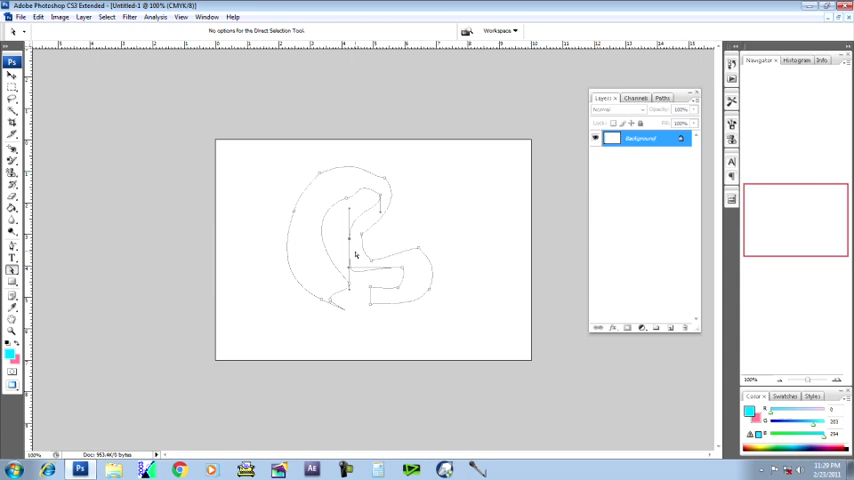 Adobe Photoshop CS3 Extended - [Untitled-1 @ 100% (CMYK/8)]
File Edit Image Layer Select Filter Analysis View Window Help
No options for the Direct Selection Tool.
Workspace
Ps
Navigator Histogram Info
Layers Channels Paths
Normal Opacity: 100%
Lock: Fill: 100%
Background
100%
Color Swatches Styles
R 0
G 203
B 254
100% Doc: 953.4K/0 bytes
Ps Ae
11:29 PM
2/23/2011